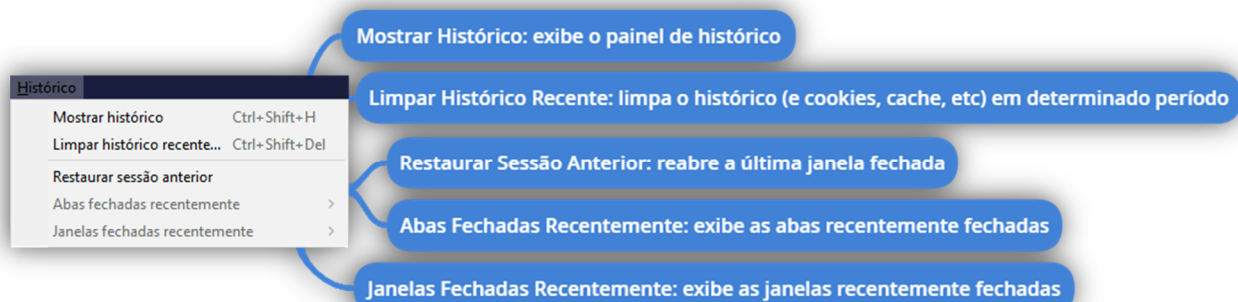 Mostrar Histórico: exibe o painel de histórico
Histórico
Limpar Histórico Recente: limpa o histórico (e cookies, cache, etc) em determinado período
Mostrar histórico Ctrl+Shift+H
Limpar histórico recente... Ctrl+Shift+Del
Restaurar sessão anterior
Abas fechadas recentemente >
Janelas fechadas recentemente >
Restaurar Sessão Anterior: reabre a última janela fechada
Abas Fechadas Recentemente: exibe as abas recentemente fechadas
Janelas Fechadas Recentemente: exibe as janelas recentemente fechadas